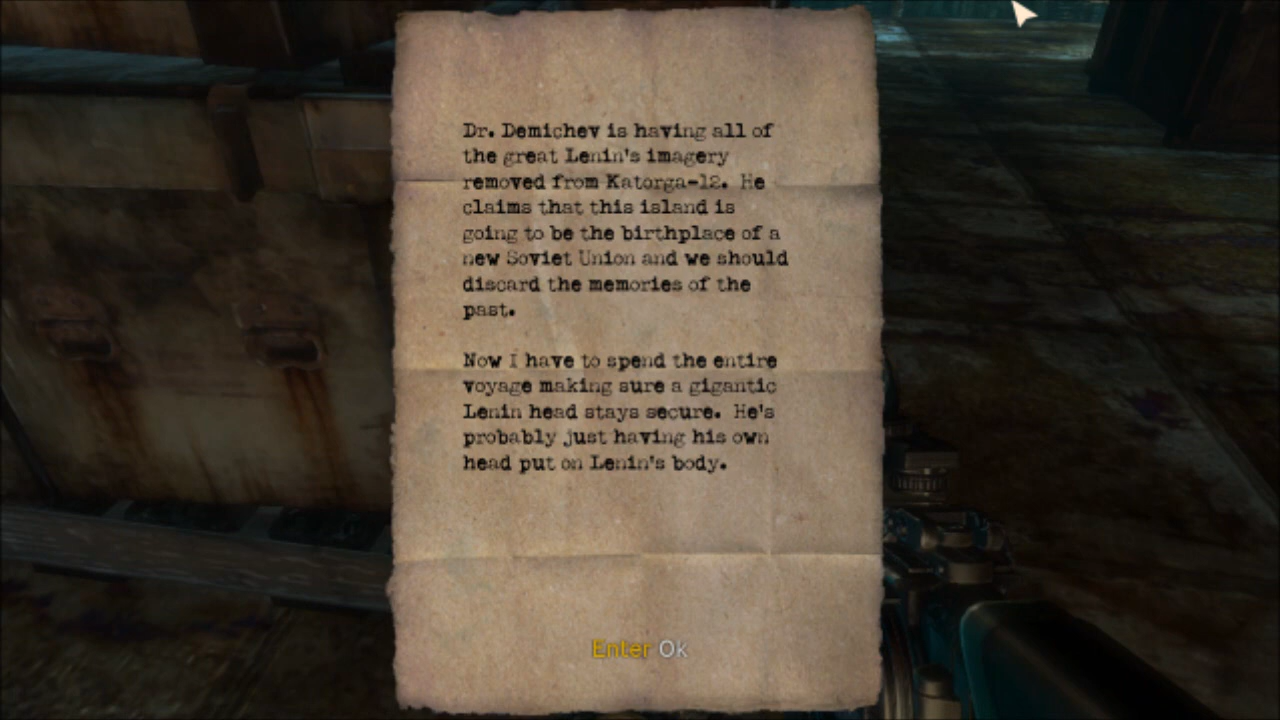 Dr. Demichev is having all of
the great Lenin's imagery
removed from Katorga-12. He
claims that this island is
going to be the birthplace of a
new Soviet Union and we should
discard the memories of the
past.
Now I have to spend the entire
voyage making sure a gigantic
Lenin head stays secure. He's
probably just having his own
head put on Lenin's body.
Enter Ok